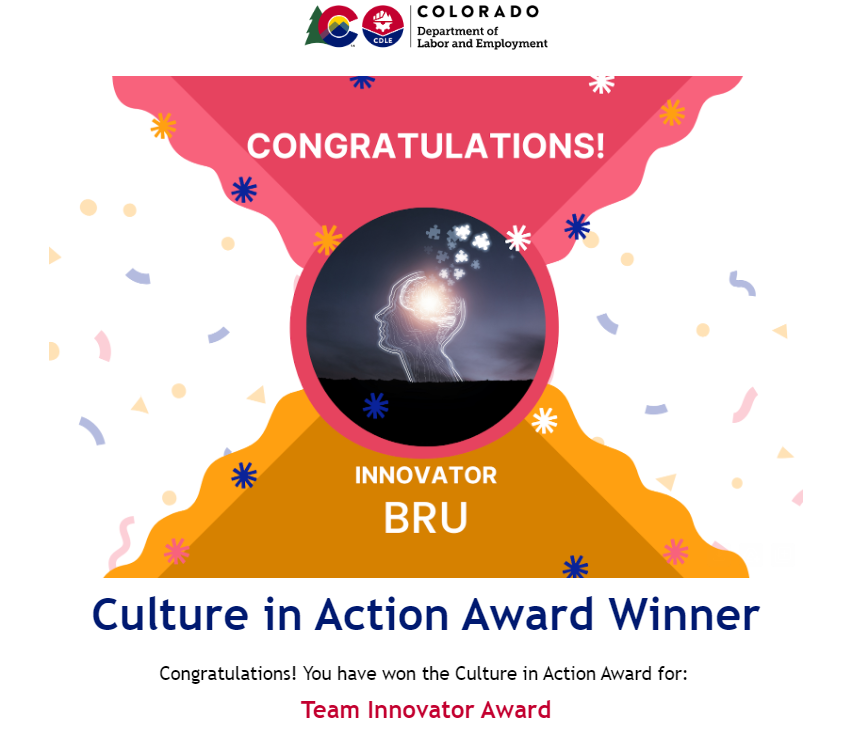 COLORADO
Department of
Labor and Employment
CDLE
CONGRATULATIONS!
INNOVATOR
BRU
Culture in Action Award Winner
Congratulations! You have won the Culture in Action Award for:
Team Innovator Award